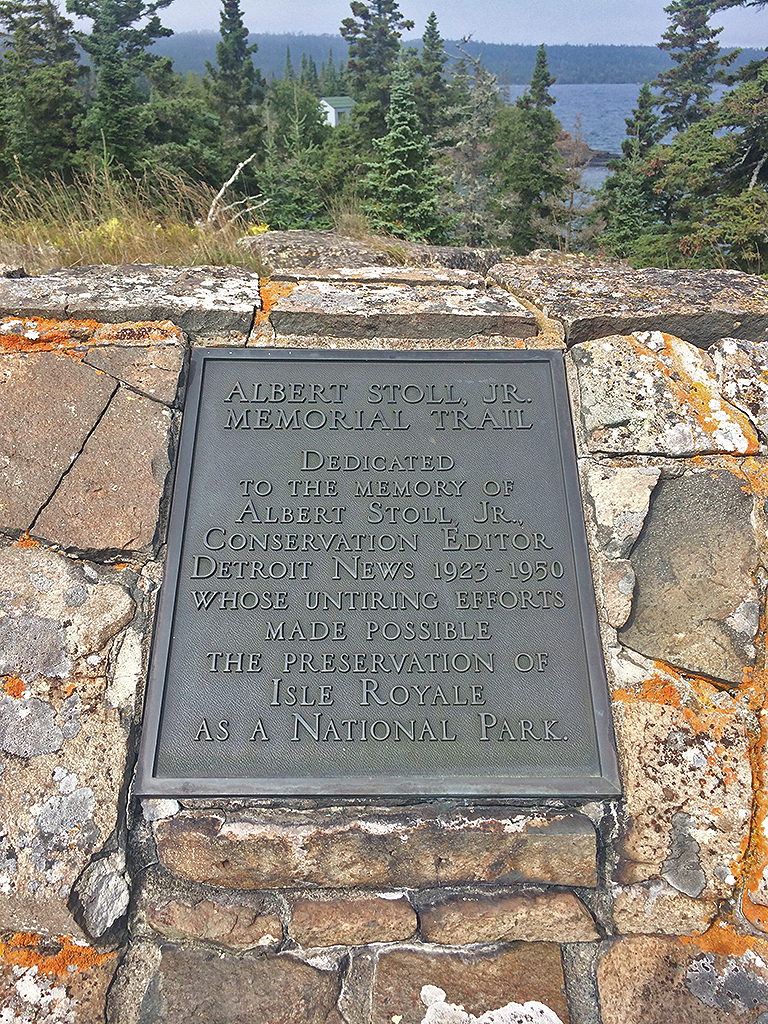 ALBERT STOLL, JR.
MEMORIAL TRAIL
DEDICATED
TO THE MEMORY OF
ALBERT STOLL, JR.,
CONSERVATION EDITOR
DETROIT NEWS 1923-1950
WHOSE UNTIRING EFFORTS
MADE POSSIBLE
THE PRESERVATION OF
ISLE ROYALE
AS A NATIONAL PARK.